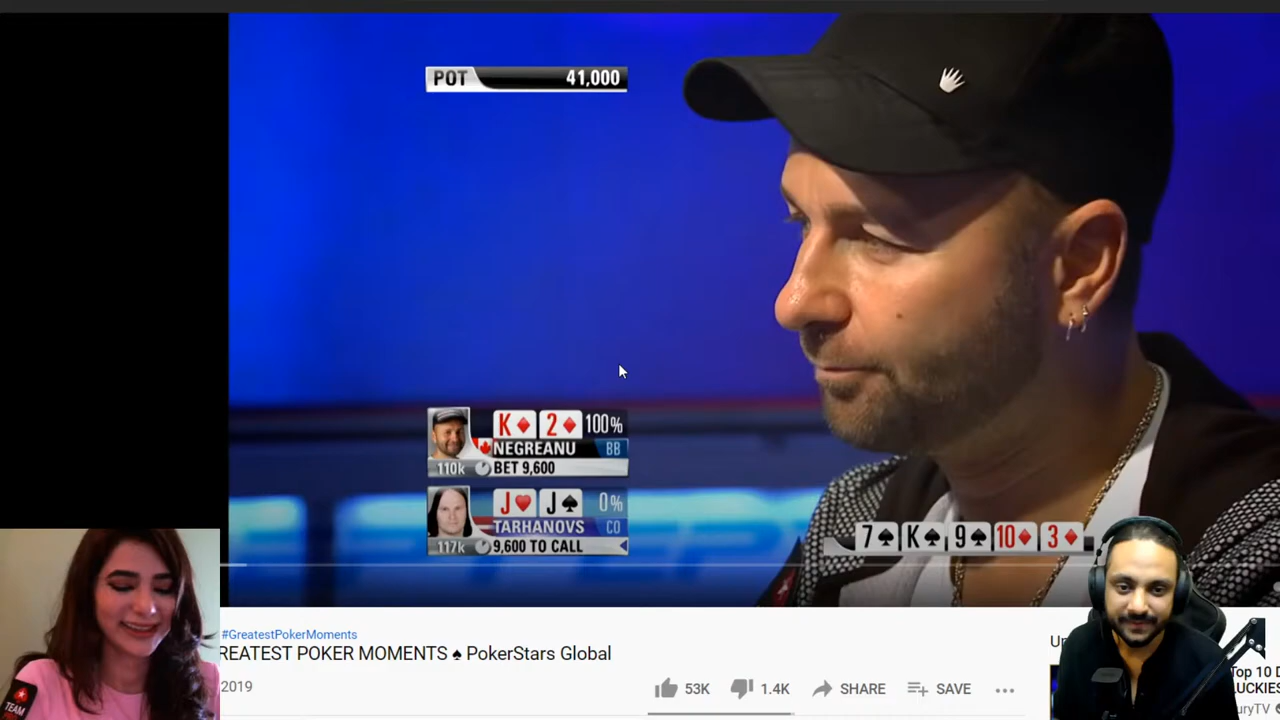 POT 41,000
K♦ 2♦ 100%
NEGREANU BB
110k BET 9,600
J♥ J♠ 0%
TARHANOVS CO
117k 9,600 TO CALL
7♠ K♠ 9♠ 10♦ 3♦
#GreatestPokerMoments
REATEST POKER MOMENTS ♠ PokerStars Global
2019
53K 1.4K SHARE SAVE
Top 10 D
LUCKIES
uryTV
TEAM